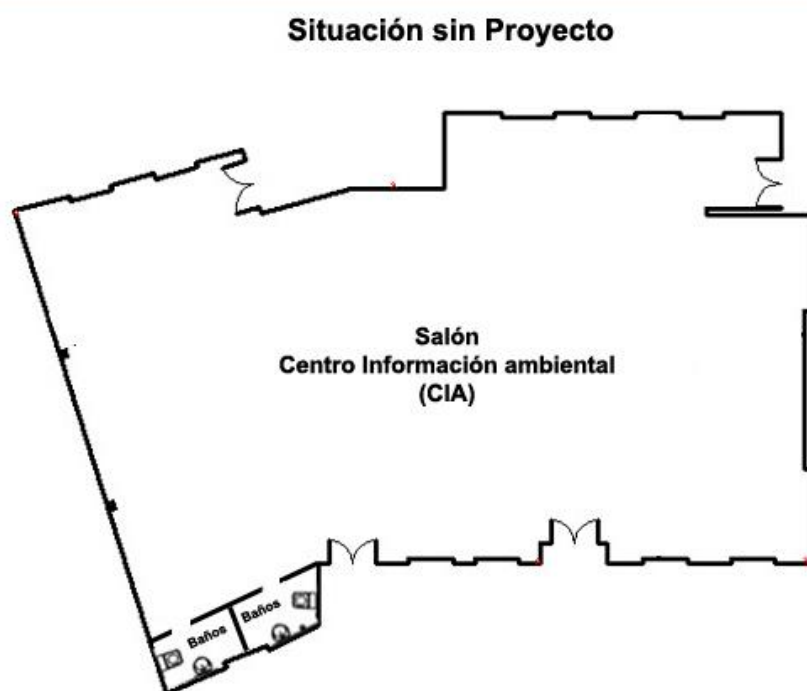 Situación sin Proyecto
Salón
Centro Información ambiental
(CIA)
Baños
Baños